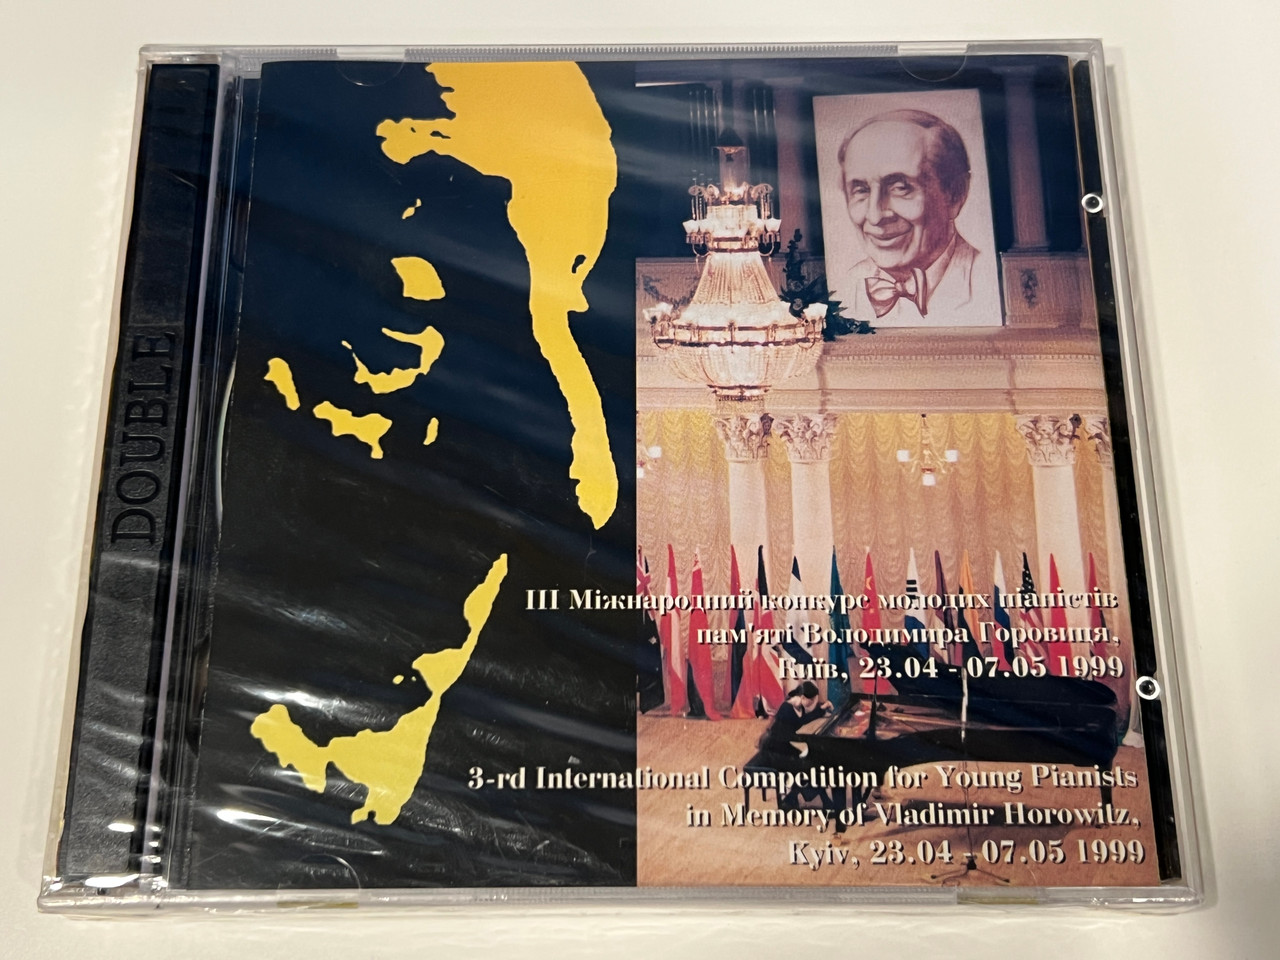 DOUBLE
III Міжнародний конкурс молодих піаністів
пам'яті Володимира Горовиця,
Київ, 23.04 - 07.05 1999
3-rd International Competition for Young Pianists
in Memory of Vladimir Horowitz,
Kyiv, 23.04 - 07.05 1999